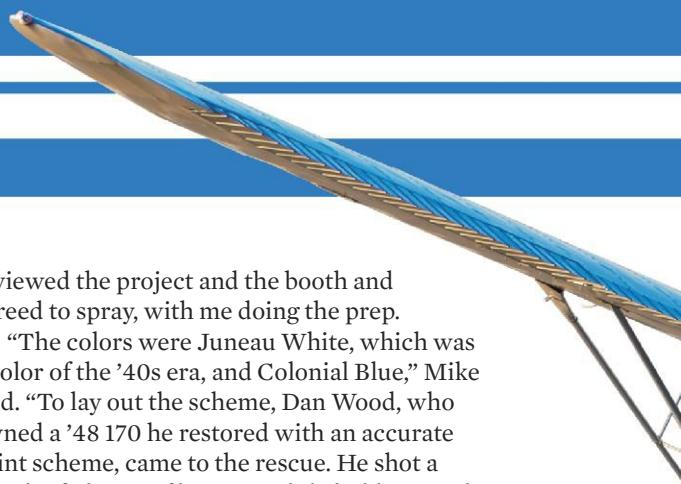 viewed the project and the booth and
reed to spray, with me doing the prep.
“The colors were Juneau White, which was
olor of the ’40s era, and Colonial Blue,” Mike
d. “To lay out the scheme, Dan Wood, who
ned a ’48 170 he restored with an accurate
int scheme, came to the rescue. He shot a